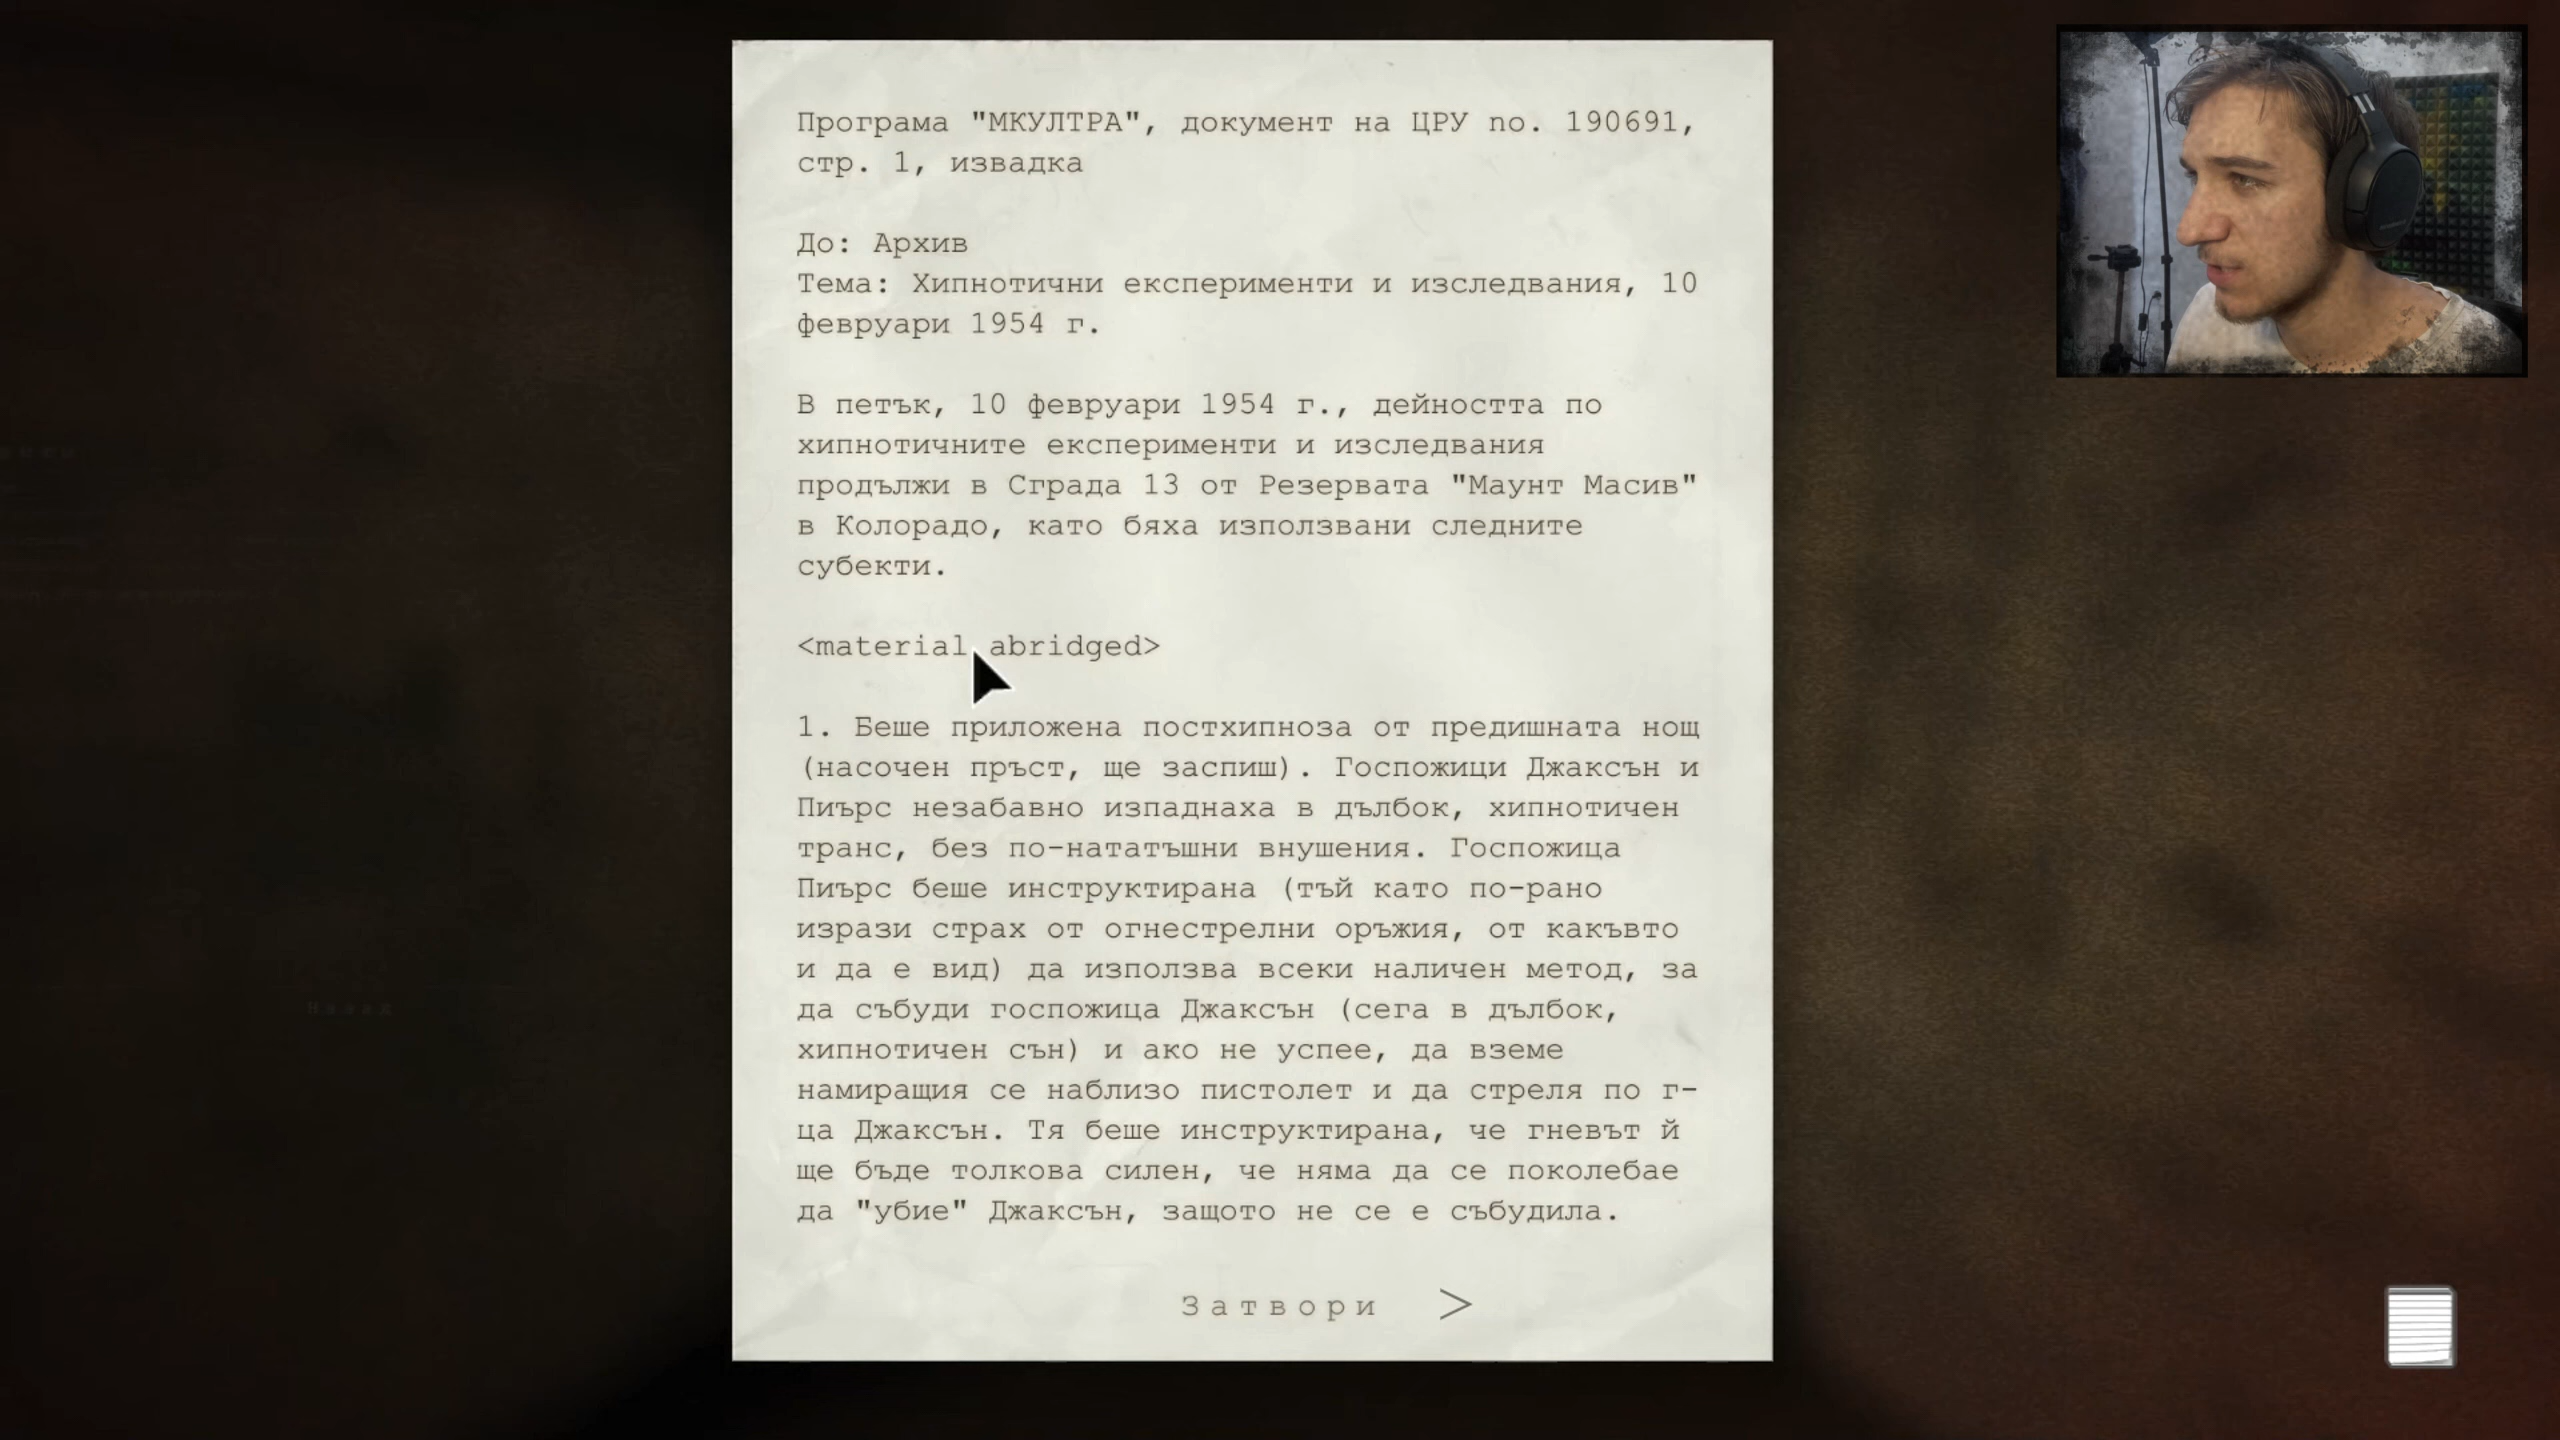 Програма "МКУЛТРА", документ на ЦРУ no. 190691,
стр. 1, извадка
До: Архив
Тема: Хипнотични експерименти и изследвания, 10
февруари 1954 г.
В петък, 10 февруари 1954 г., дейността по
хипнотичните експерименти и изследвания
продължи в Сграда 13 от Резервата "Маунт Масив"
в Колорадо, като бяха използвани следните
субекти.
<material abridged>
1. Беше приложена постхипноза от предишната нощ
(насочен пръст, ще заспиш). Госпожици Джаксън и
Пиърс незабавно изпаднаха в дълбок, хипнотичен
транс, без по-нататъшни внушения. Госпожица
Пиърс беше инструктирана (тъй като по-рано
изрази страх от огнестрелни оръжия, от какъвто
и да е вид) да използва всеки наличен метод, за
да събуди госпожица Джаксън (сега в дълбок,
хипнотичен сън) и ако не успее, да вземе
намиращия се наблизо пистолет и да стреля по г-
ца Джаксън. Тя беше инструктирана, че гневът й
ще бъде толкова силен, че няма да се поколебае
да "убие" Джаксън, защото не се е събудила.
Затвори >
Назад